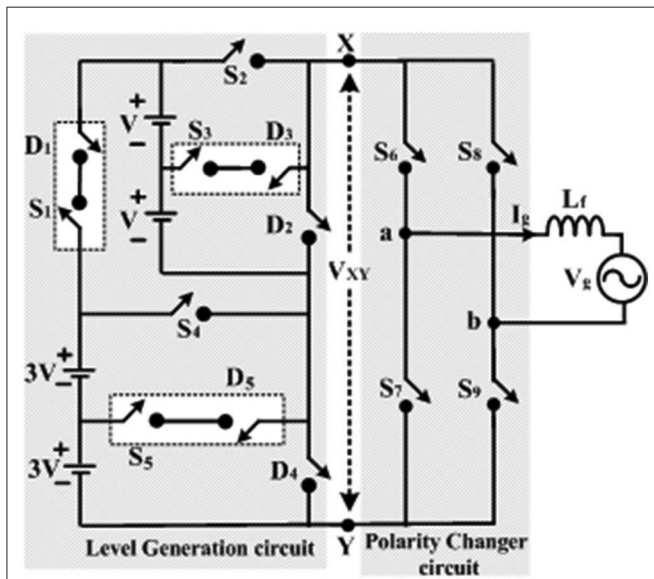 X
S2
+
V
−
S3
D3
D1
S1
+
V
−
D2
VXY
S6
S8
a
Ig
Lf
Vg
b
S4
+
3V
−
D5
S5
+
3V
−
D4
S7
S9
Y
Level Generation circuit
Polarity Changer
circuit